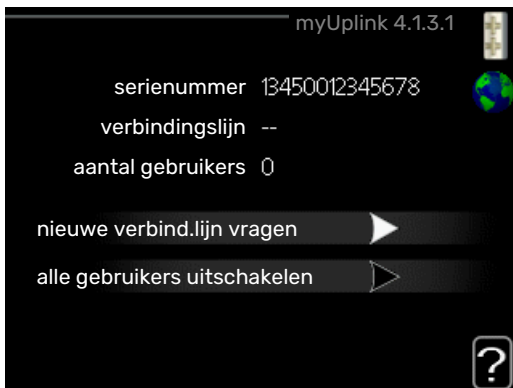 myUplink 4.1.3.1
serienummer 13450012345678
verbindingslijn --
aantal gebruikers 0
nieuwe verbind.lijn vragen
alle gebruikers uitschakelen
?